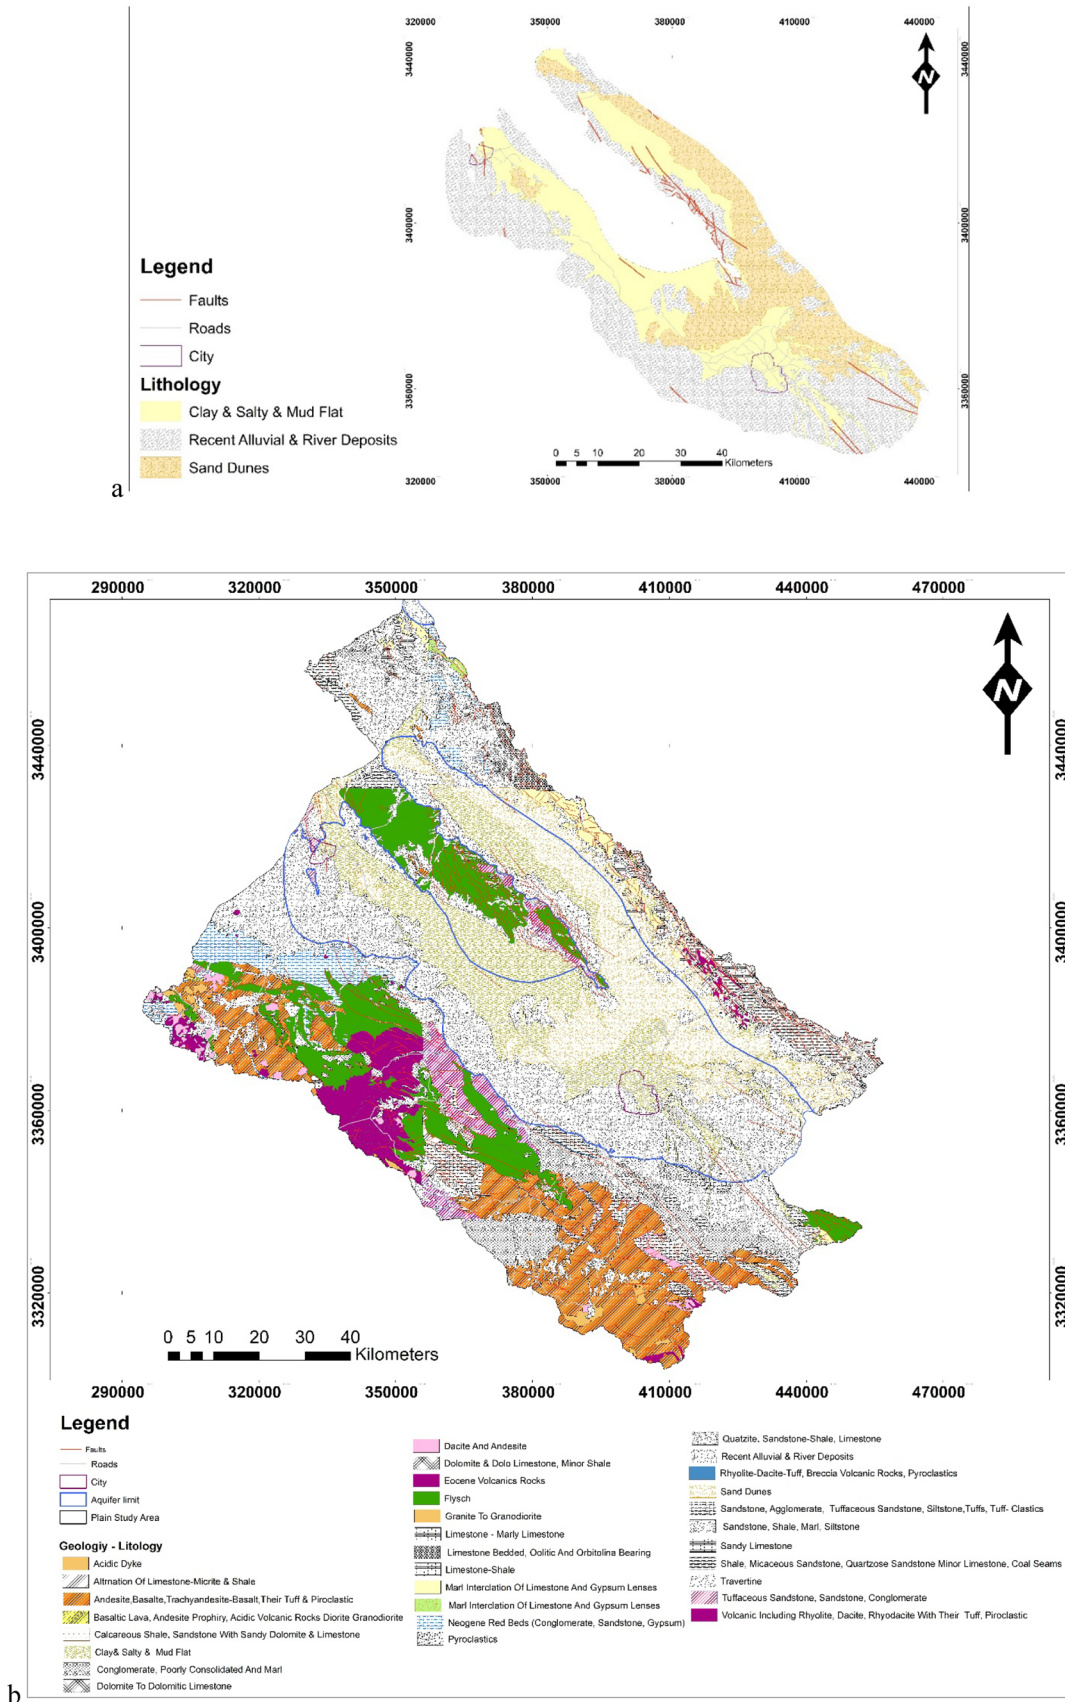 320000 350000 380000 410000 440000
3440000 3440000
N
3400000 3400000
3360000 3360000
Legend
Faults
Roads
City
Lithology
Clay & Salty & Mud Flat
Recent Alluvial & River Deposits
Sand Dunes
0 5 10 20 30 40
Kilometers
320000 350000 380000 410000 440000
a
290000 320000 350000 380000 410000 440000 470000
N
3440000 3440000
3400000 3400000
3360000 3360000
3320000 3320000
0 5 10 20 30 40
Kilometers
290000 320000 350000 380000 410000 440000 470000
Legend
Faults
Roads
City
Aquifer limit
Plain Study Area
Geologiy - Litology
Acidic Dyke
Altrnation Of Limestone-Micrite & Shale
Andesite,Basalte,Trachyandesite-Basalt,Their Tuff & Piroclastic
Basaltic Lava, Andesite Prophiry, Acidic Volcanic Rocks Diorite Granodiorite
Calcareous Shale, Sandstone With Sandy Dolomite & Limestone
Clay& Salty & Mud Flat
Conglomerate, Poorly Consolidated And Marl
Dolomite To Dolomitic Limestone
Dacite And Andesite
Dolomite & Dolo Limestone, Minor Shale
Eocene Volcanics Rocks
Flysch
Granite To Granodiorite
Limestone - Marly Limestone
Limestone Bedded, Oolitic And Orbitolina Bearing
Limestone-Shale
Marl Interclation Of Limestone And Gypsum Lenses
Marl Interclation Of Limestone And Gypsum Lenses
Neogene Red Beds (Conglomerate, Sandstone, Gypsum)
Pyroclastics
Quatzite, Sandstone-Shale, Limestone
Recent Alluvial & River Deposits
Rhyolite-Dacite-Tuff, Breccia Volcanic Rocks, Pyroclastics
Sand Dunes
Sandstone, Agglomerate, Tuffaceous Sandstone, Siltstone,Tuffs, Tuff- Clastics
Sandstone, Shale, Marl, Siltstone
Sandy Limestone
Shale, Micaceous Sandstone, Quartzose Sandstone Minor Limestone, Coal Seams
Travertine
Tuffaceous Sandstone, Sandstone, Conglomerate
Volcanic Including Rhyolite, Dacite, Rhyodacite With Their Tuff, Piroclastic
b